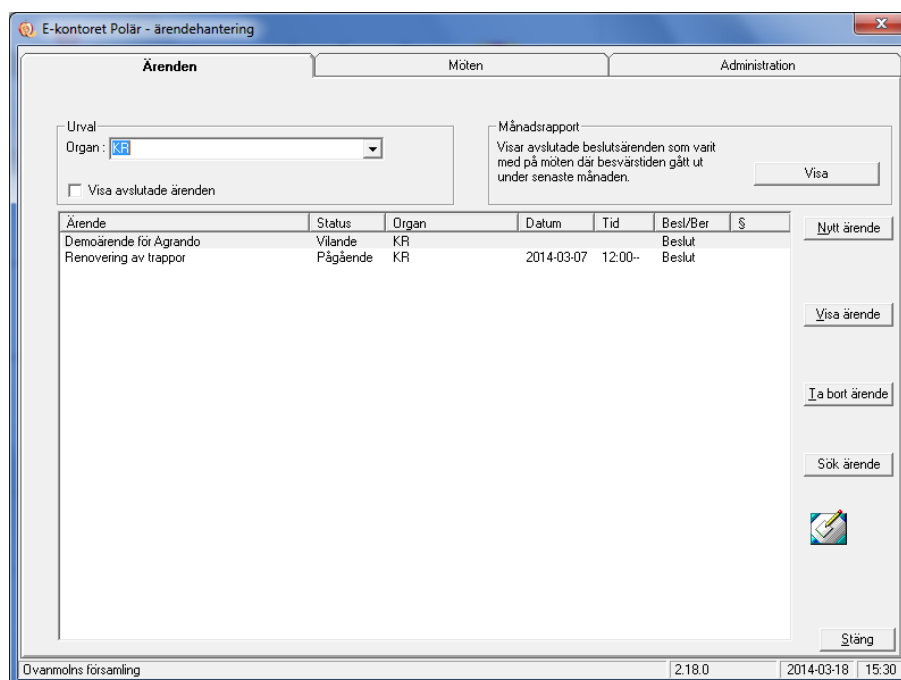 E-kontoret Polär - ärendehantering
Ärenden Möten Administration
Urval
Organ : KR
Visa avslutade ärenden
Månadsrapport
Visar avslutade beslutsärenden som varit
med på möten där besvärstiden gått ut
under senaste månaden.
Visa
Ärende Status Organ Datum Tid Besl/Ber §
Demoärende för Agrando Vilande KR Beslut
Renovering av trappor Pågående KR 2014-03-07 12:00-- Beslut
Nytt ärende
Visa ärende
Ta bort ärende
Sök ärende
Stäng
Ovanmolns församling 2.18.0 2014-03-18 15:30